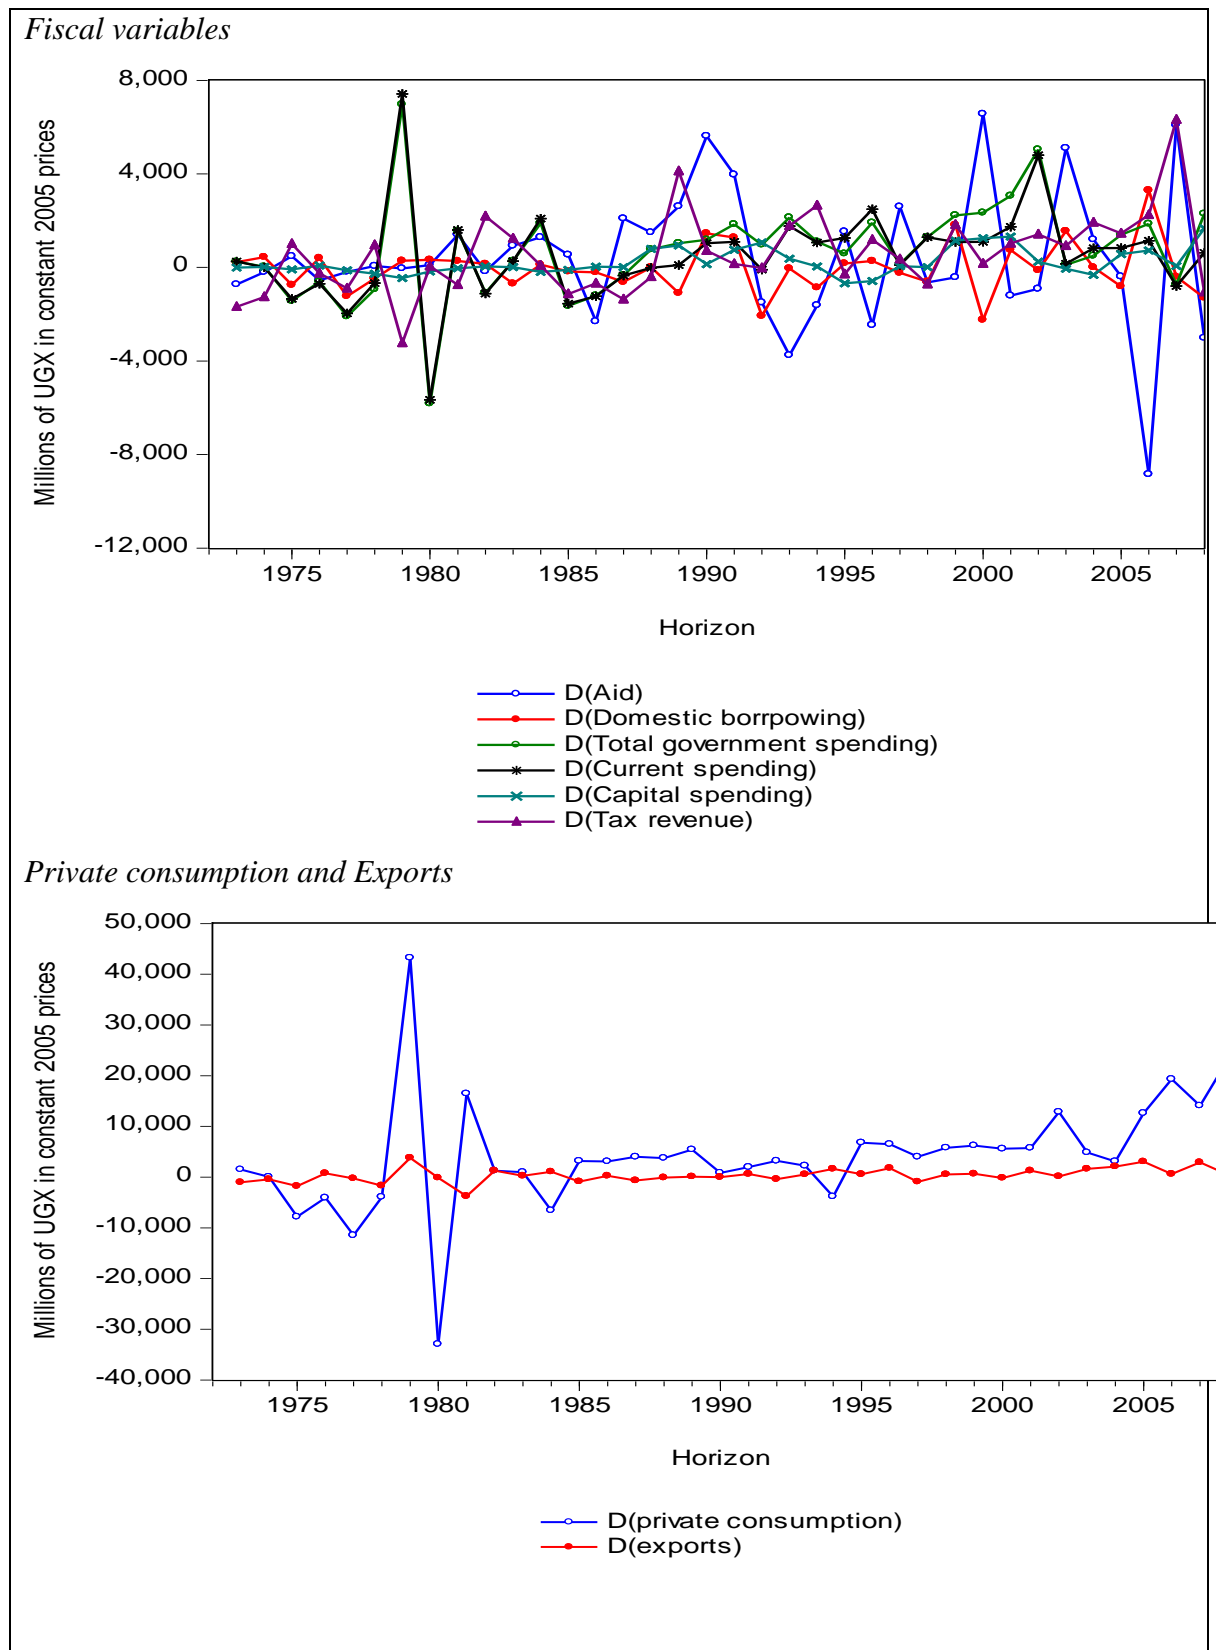 Fiscal variables
Millions of UGX in constant 2005 prices
8,000
4,000
0
-4,000
-8,000
-12,000
1975 1980 1985 1990 1995 2000 2005
Horizon
D(Aid)
D(Domestic borrpowing)
D(Total government spending)
D(Current spending)
D(Capital spending)
D(Tax revenue)
Private consumption and Exports
Millions of UGX in constant 2005 prices
50,000
40,000
30,000
20,000
10,000
0
-10,000
-20,000
-30,000
-40,000
1975 1980 1985 1990 1995 2000 2005
Horizon
D(private consumption)
D(exports)